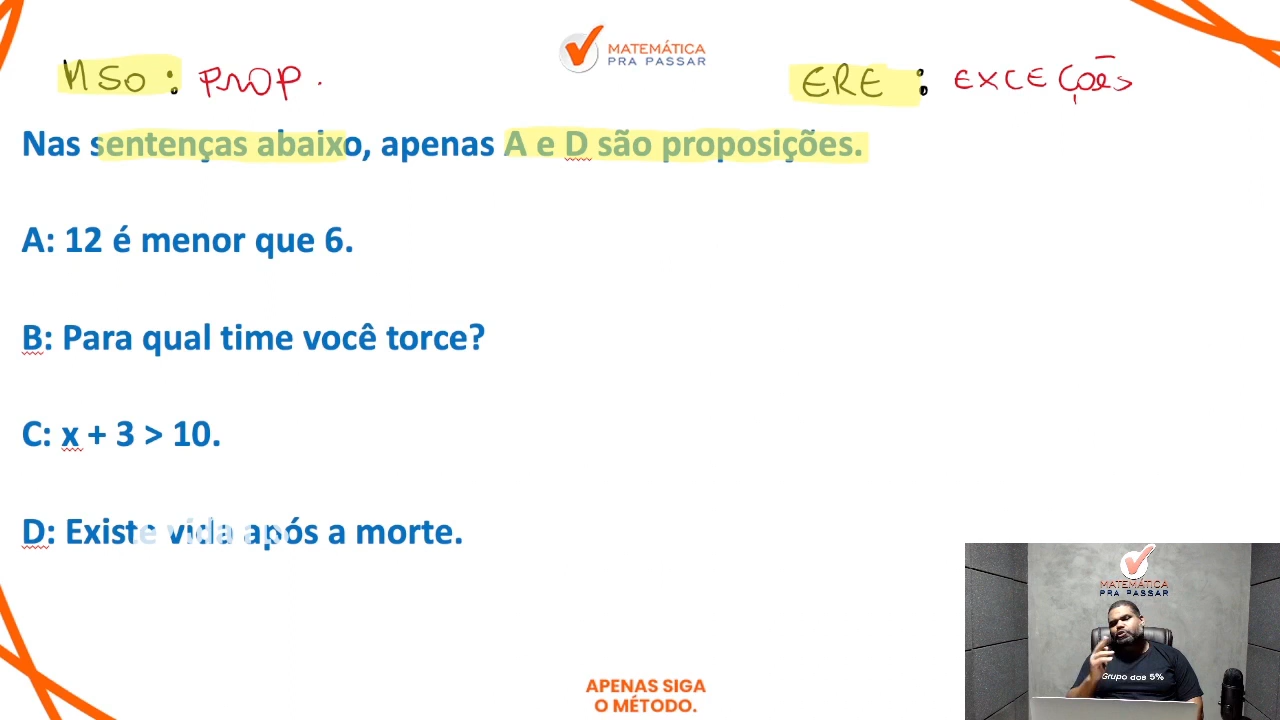 MATEMÁTICA
PRA PASSAR
MSO: PROP.
ERE: EXCEÇÕES
Nas sentenças abaixo, apenas A e D são proposições.
A: 12 é menor que 6.
B: Para qual time você torce?
C: x + 3 > 10.
D: Existe vida após a morte.
MATEMÁTICA
PRA PASSAR
Grupo dos 5%
APENAS SIGA
O MÉTODO.